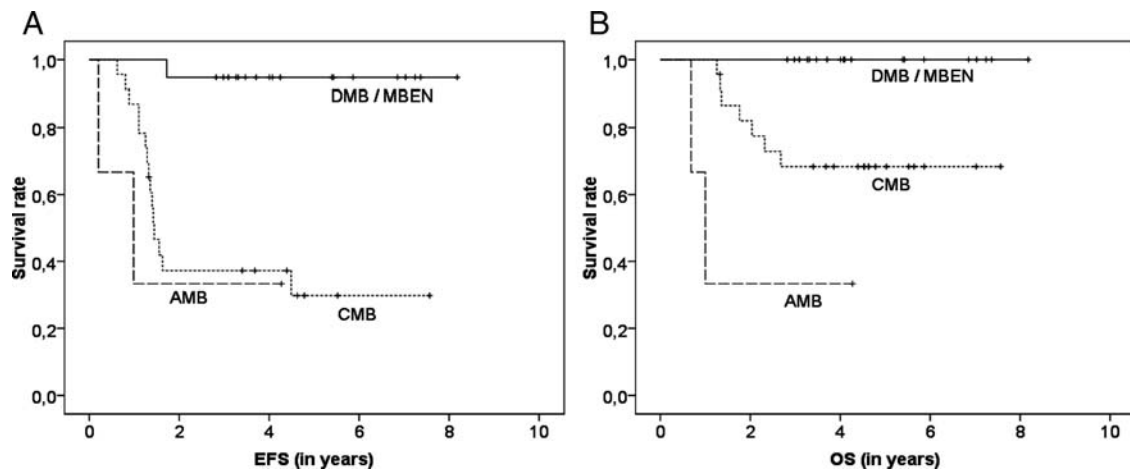 A
Survival rate
1,0
0,8
0,6
0,4
0,2
0,0
DMB / MBEN
AMB
CMB
0 2 4 6 8 10
EFS (in years)
B
Survival rate
1,0
0,8
0,6
0,4
0,2
0,0
DMB / MBEN
CMB
AMB
0 2 4 6 8 10
OS (in years)